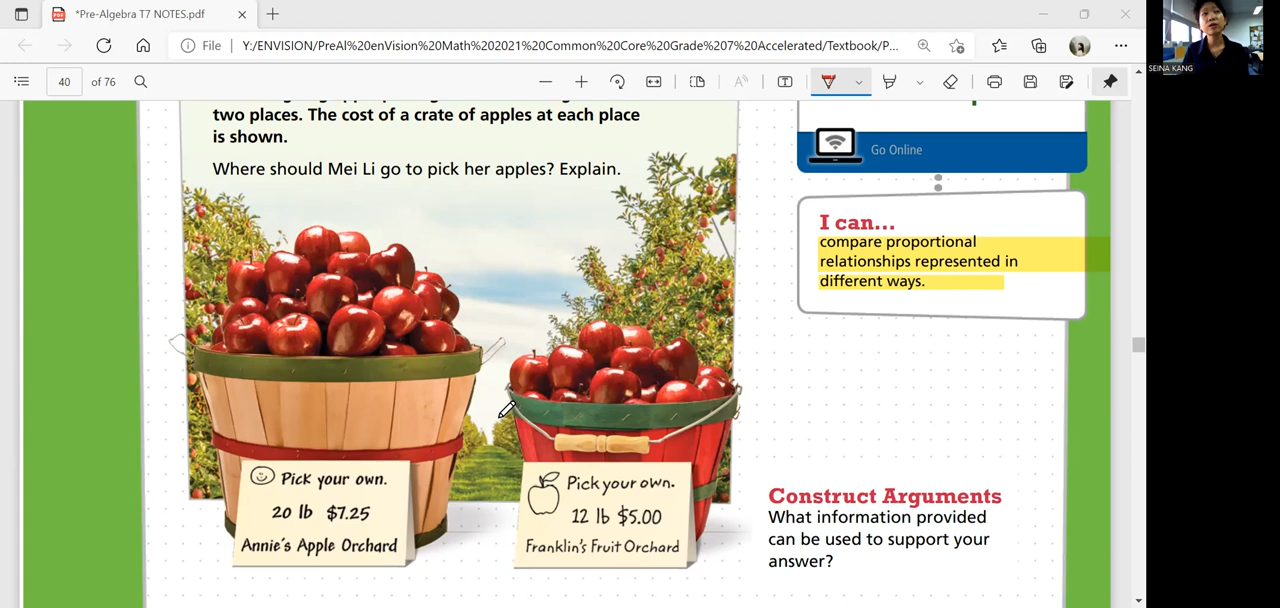 *Pre-Algebra T7 NOTES.pdf
File
Y:/ENVISION/PreAl%20enVision%20Math%202021%20Common%20Core%20Grade%207%20Accelerated/Textbook/P...
40
of 76
SEINA KANG
two places. The cost of a crate of apples at each place
is shown.
Where should Mei Li go to pick her apples? Explain.
Go Online
I can...
compare proportional
relationships represented in
different ways.
Pick your own.
20 lb $7.25
Annie's Apple Orchard
Pick your own.
12 lb $5.00
Franklin's Fruit Orchard
Construct Arguments
What information provided
can be used to support your
answer?